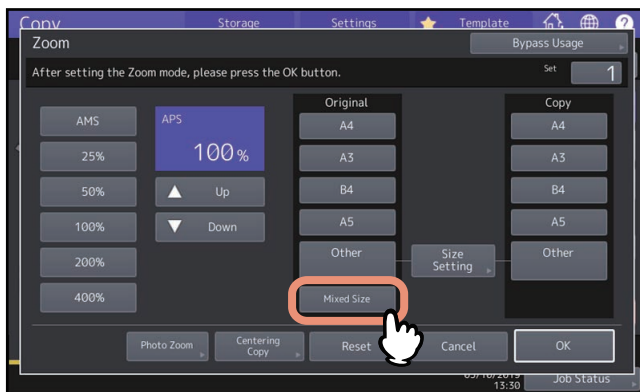 Copy Storage Settings Template
Zoom
Bypass Usage
After setting the Zoom mode, please press the OK button.
Set 1
Original
Copy
AMS
APS
100 %
A4
A4
25%
A3
A3
50%
Up
B4
B4
100%
Down
A5
A5
200%
Other
Size
Setting
Other
400%
Mixed Size
Photo Zoom
Centering
Copy
Reset
Cancel
OK
13:30
Job Status